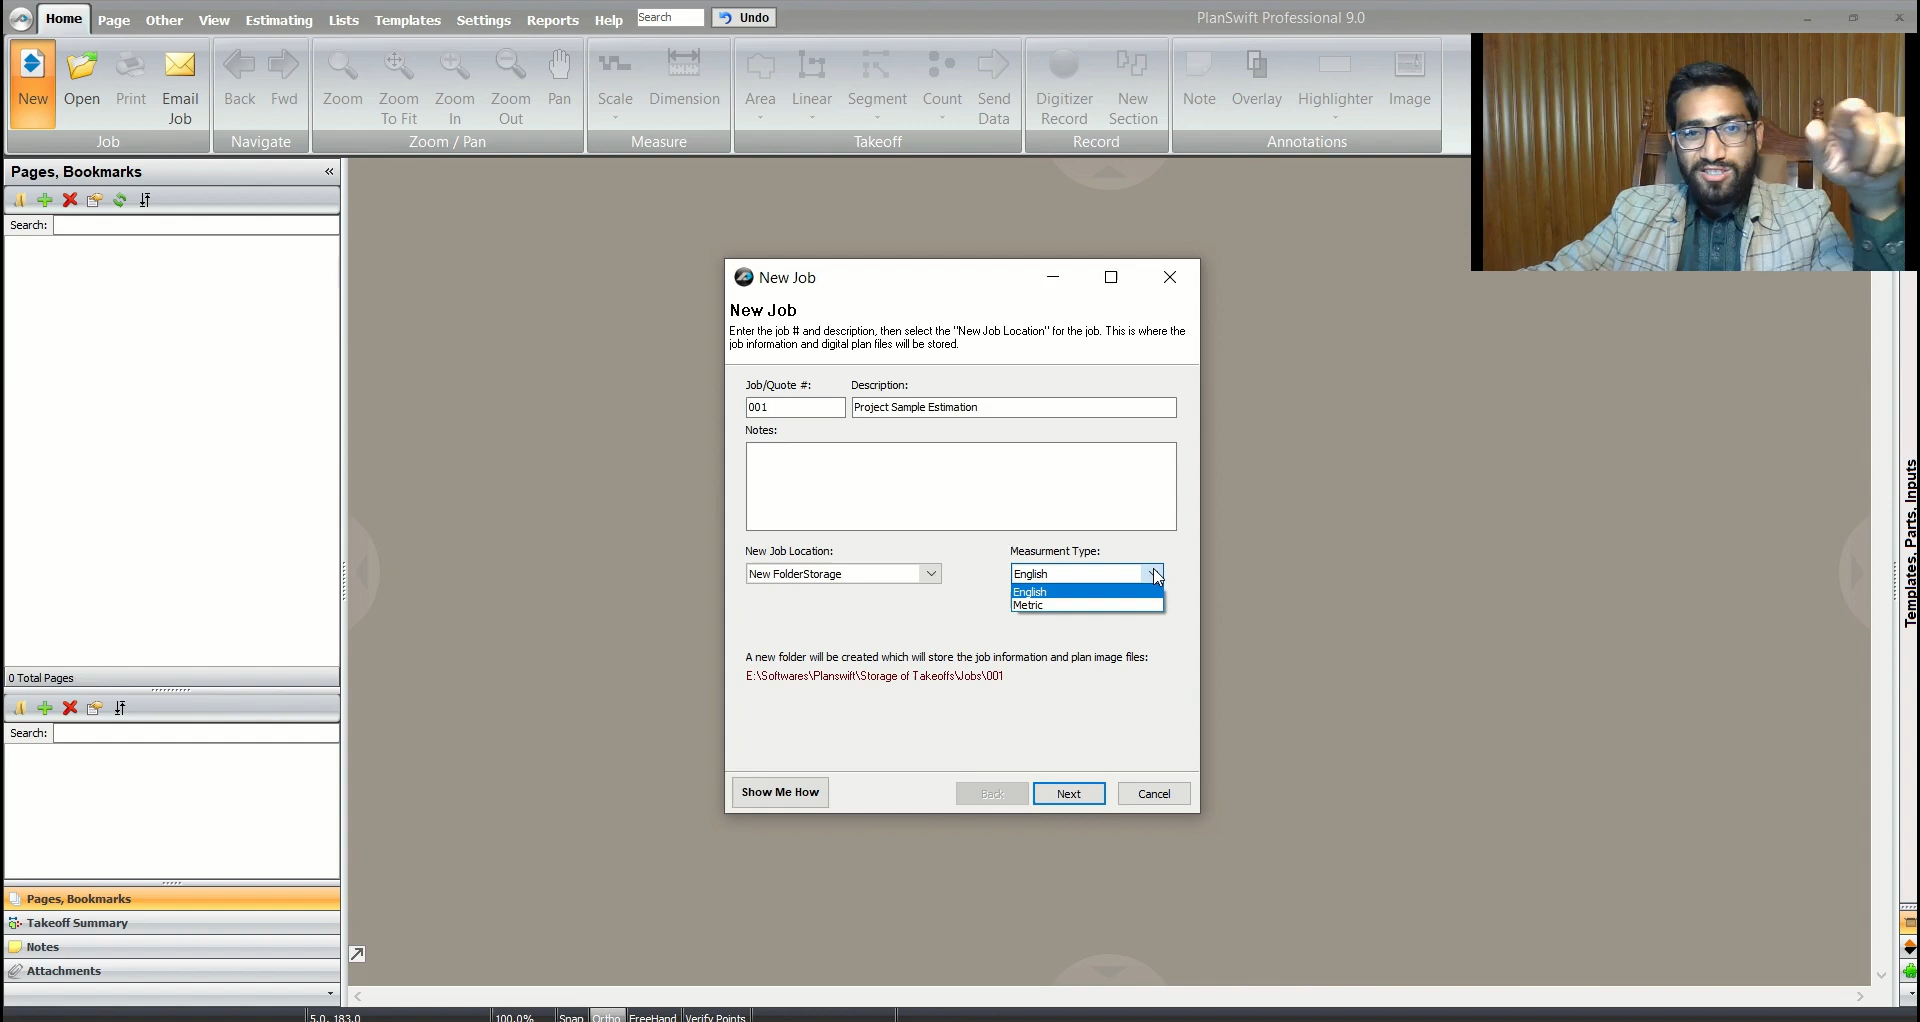 Home Page Other View Estimating Lists Templates Settings Reports Help Search Undo
PlanSwift Professional 9.0
New Open Print Email Job
Back Fwd
Zoom Zoom To Fit Zoom In Zoom Out Pan
Scale Dimension
Area Linear Segment Count Send Data
Digitizer Record New Section
Note Overlay Highlighter Image
Job Navigate Zoom / Pan Measure Takeoff Record Annotations
Pages, Bookmarks
Search:
0 Total Pages
Search:
Pages, Bookmarks
Takeoff Summary
Notes
Attachments
New Job
New Job
Enter the job # and description, then select the "New Job Location" for the job. This is where the
job information and digital plan files will be stored.
Job/Quote #: Description:
001 Project Sample Estimation
Notes:
New Job Location: Measurment Type:
New FolderStorage English
English
Metric
A new folder will be created which will store the job information and plan image files:
E:\Softwares\Planswift\Storage of Takeoffs\Jobs\001
Show Me How Back Next Cancel
Templates, Parts, Inputs
5.0, 183.0 100.0% Snap Ortho FreeHand Verify Points